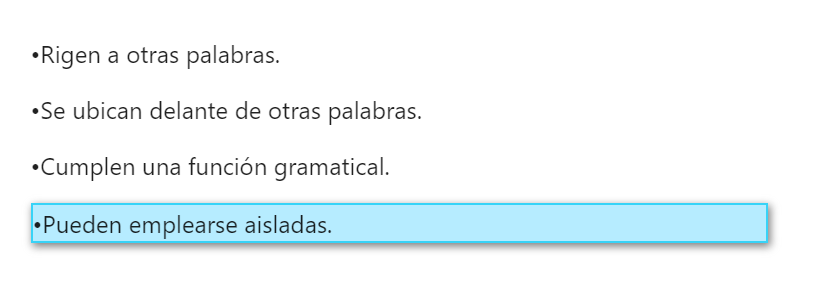 •Rigen a otras palabras.
•Se ubican delante de otras palabras.
•Cumplen una función gramatical.
•Pueden emplearse aisladas.